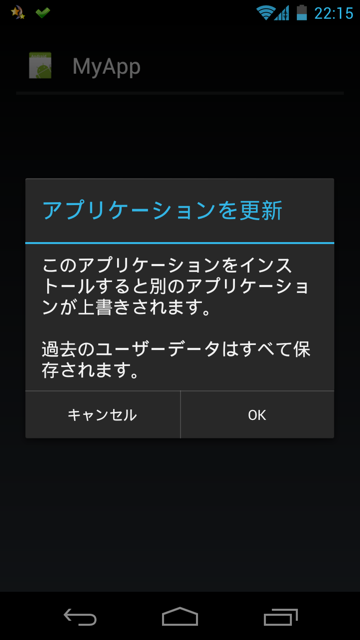 22:15
MyApp
アプリケーションを更新
このアプリケーションをインス
トールすると別のアプリケーショ
ンが上書きされます。
過去のユーザーデータはすべて保
存されます。
キャンセル
OK